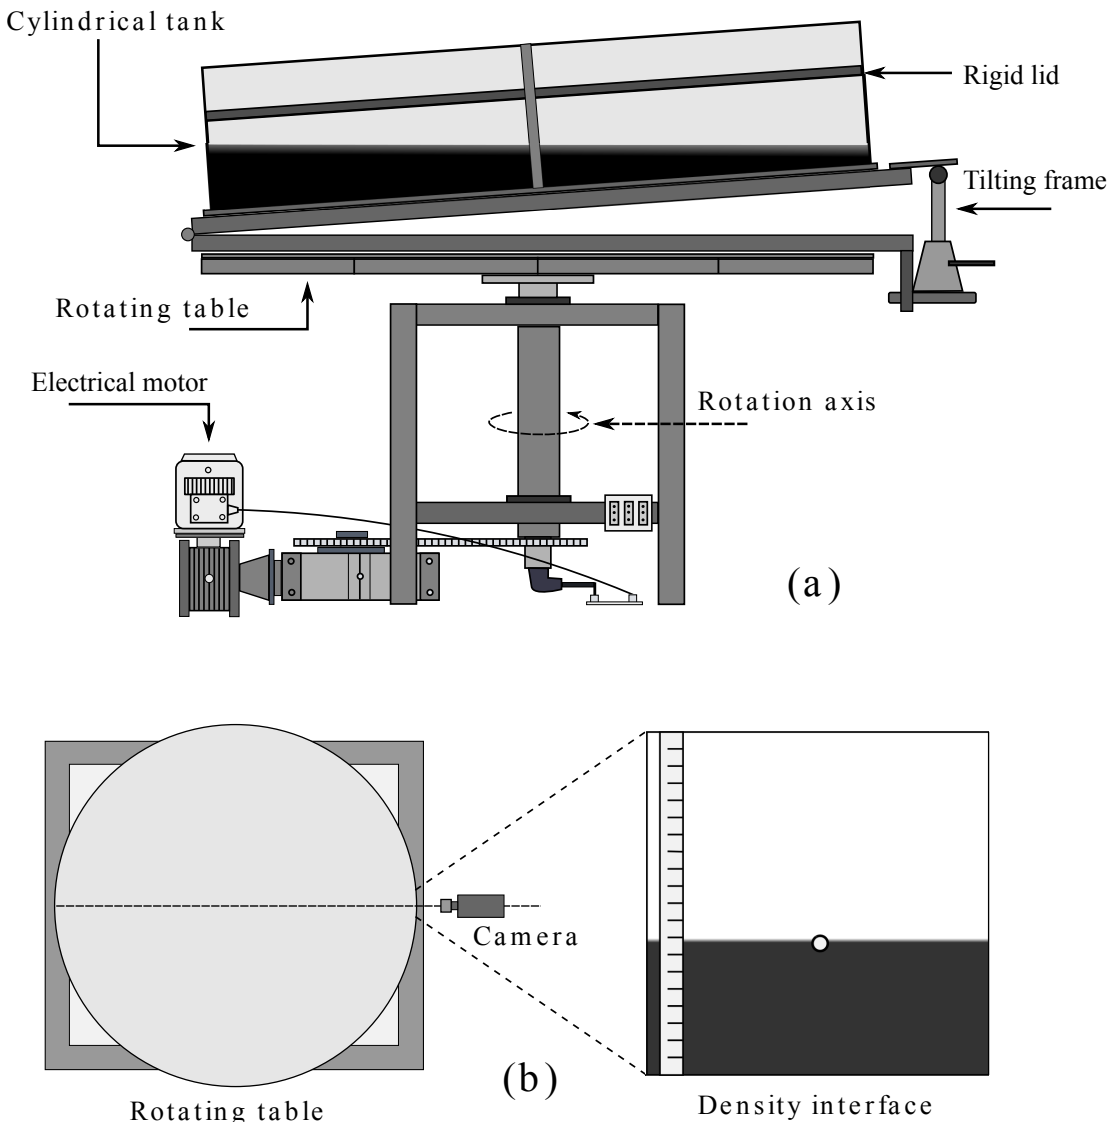 Cylindrical tank
Rigid lid
Tilting frame
Rotating table
Electrical motor
Rotation axis
(a)
Camera
(b)
Rotating table
Density interface